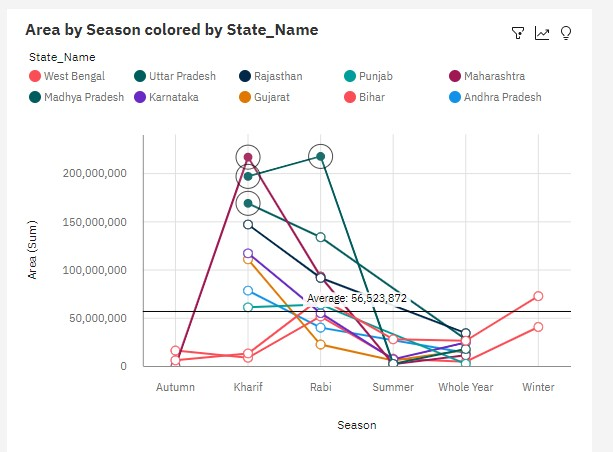 Area by Season colored by State_Name
State_Name
West Bengal Uttar Pradesh Rajasthan Punjab Maharashtra
Madhya Pradesh Karnataka Gujarat Bihar Andhra Pradesh
200,000,000
150,000,000
100,000,000
50,000,000
0
Area (Sum)
Average: 56,523,872
Autumn Kharif Rabi Summer Whole Year Winter
Season